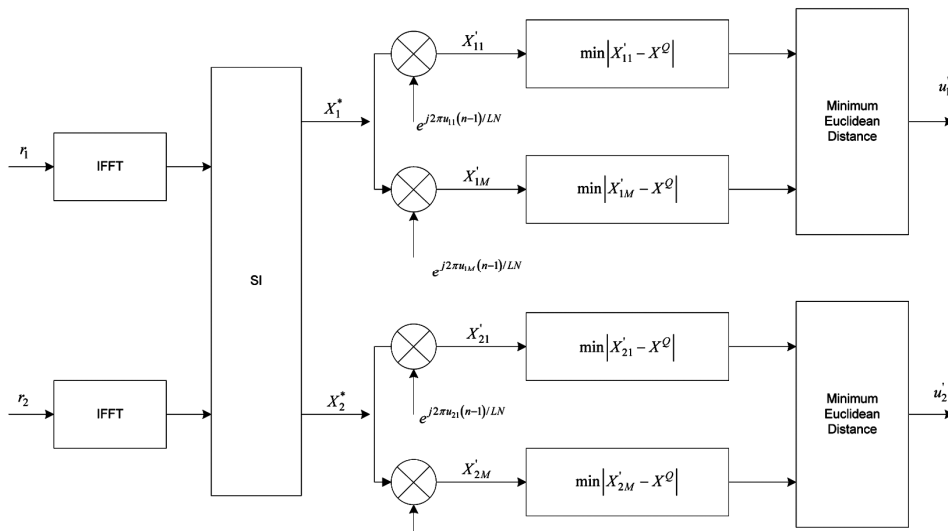 r₁
IFFT
SI
X₁*
X'₁₁
e^{j2πu₁₁(n−1)/LN}
min|X'₁₁ − X^Q|
Minimum
Euclidean
Distance
u'₁
X'₁M
e^{j2πu₁M(n−1)/LN}
min|X'₁M − X^Q|
r₂
IFFT
X₂*
X'₂₁
e^{j2πu₂₁(n−1)/LN}
min|X'₂₁ − X^Q|
Minimum
Euclidean
Distance
u'₂
X'₂M
min|X'₂M − X^Q|